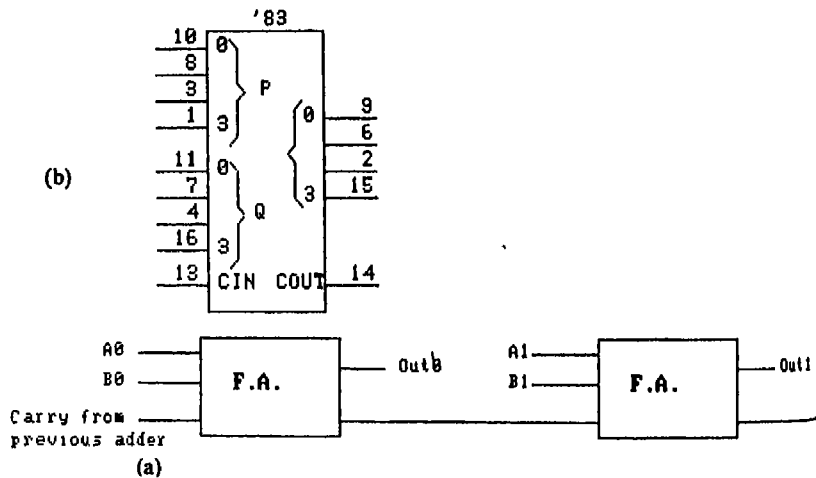 '83
10 0
8
3 P
1 3
0 9
6
2
3 15
11 0
7
4 Q
16 3
13 CIN COUT 14
(b)
A0
B0
F.A.
Out0
Carry from
previous adder
A1
B1
F.A.
Out1
(a)